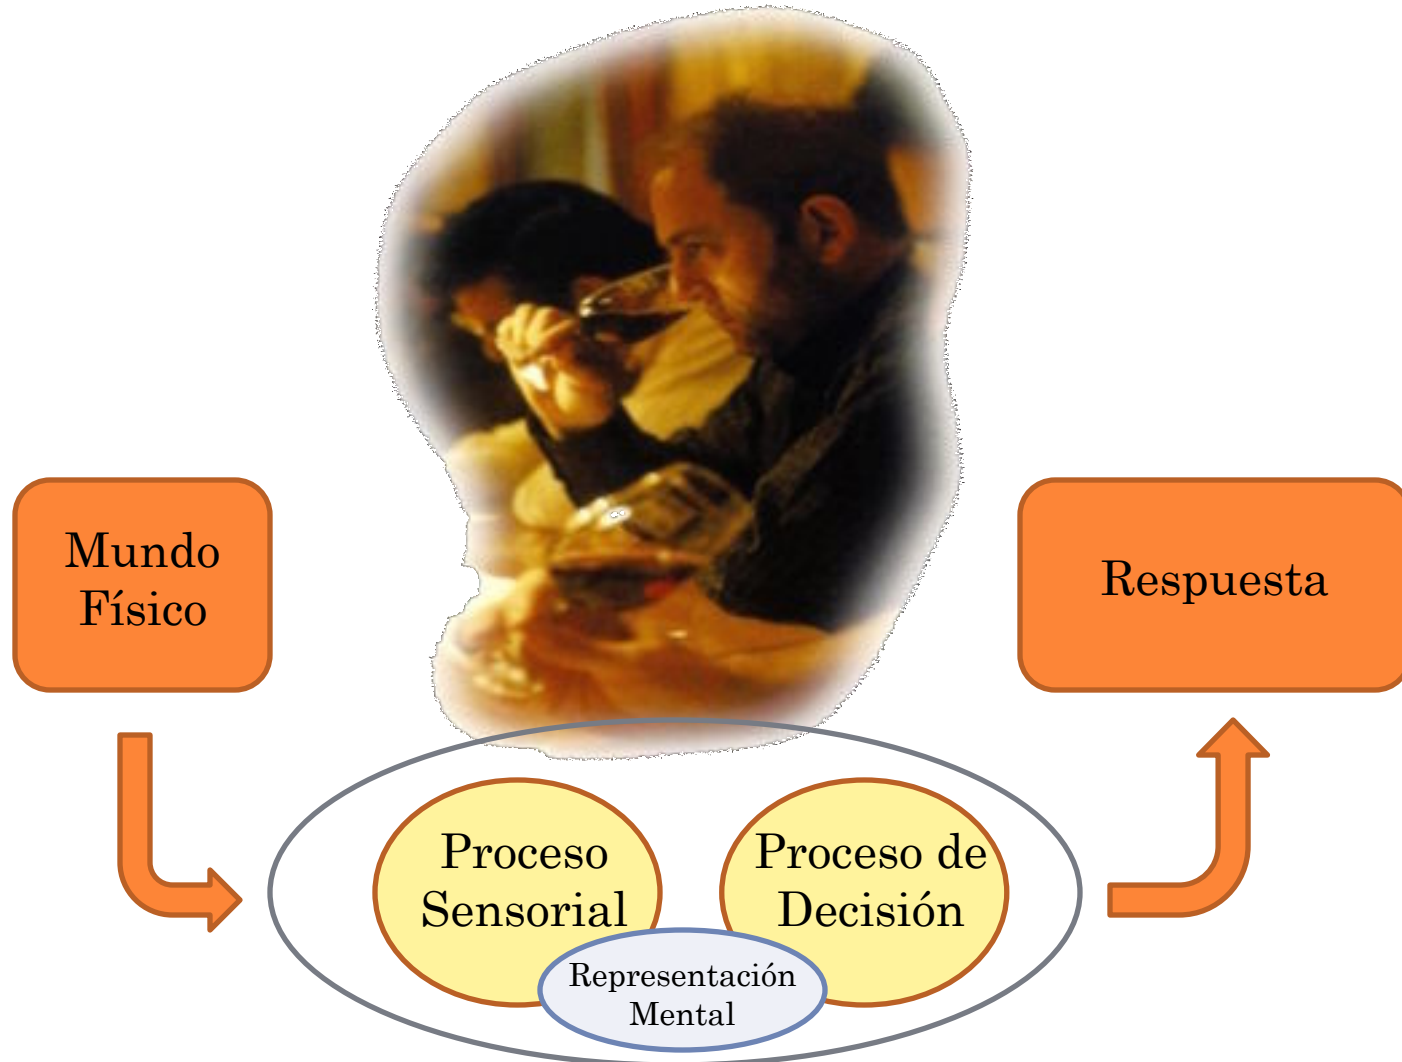 Mundo
Físico
Respuesta
Proceso
Sensorial
Proceso de
Decisión
Representación
Mental